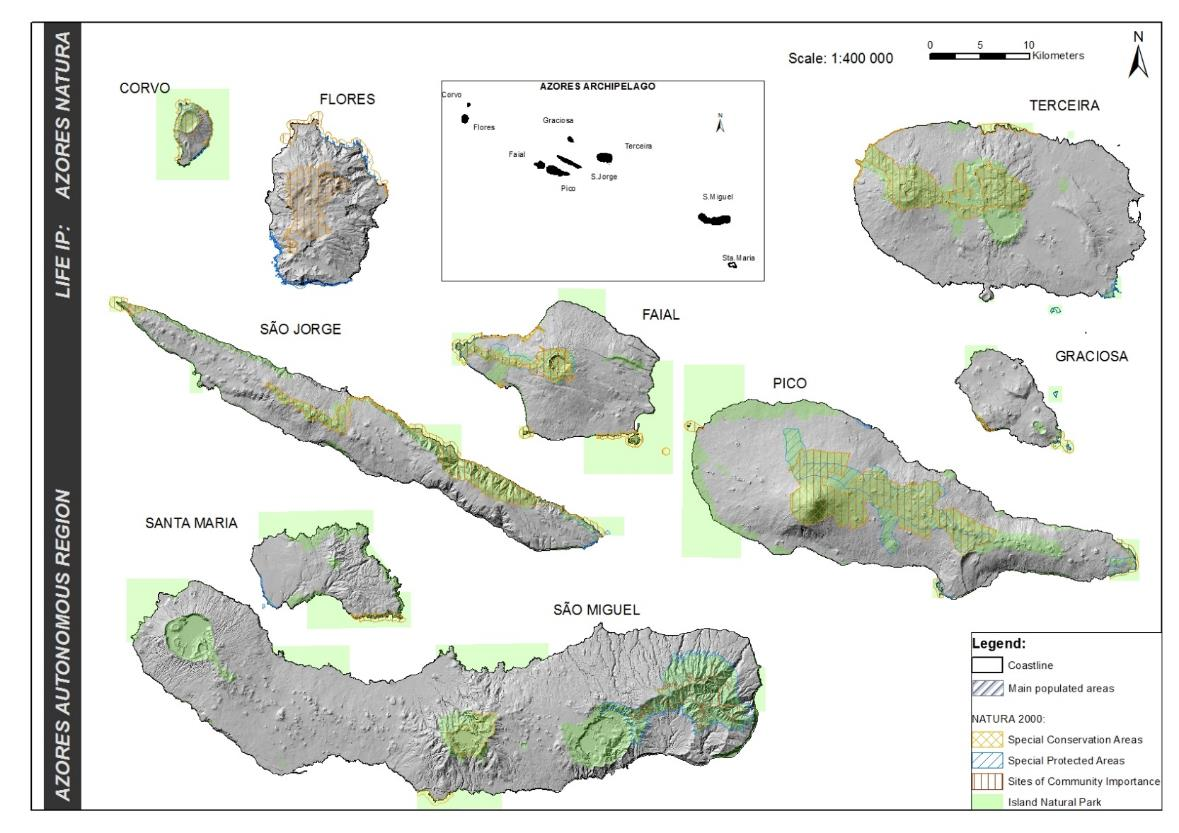 AZORES AUTONOMOUS REGION LIFE IP: AZORES NATURA
CORVO
FLORES
Scale: 1:400 000
0 5 10
Kilometers
N
TERCEIRA
AZORES ARCHIPELAGO
Corvo
Flores
Graciosa
N
Faial
Terceira
S.Jorge
Pico
S.Miguel
Sta.Maria
SÃO JORGE
FAIAL
GRACIOSA
PICO
SANTA MARIA
SÃO MIGUEL
Legend:
Coastline
Main populated areas
NATURA 2000:
Special Conservation Areas
Special Protected Areas
Sites of Community Importance
Island Natural Park